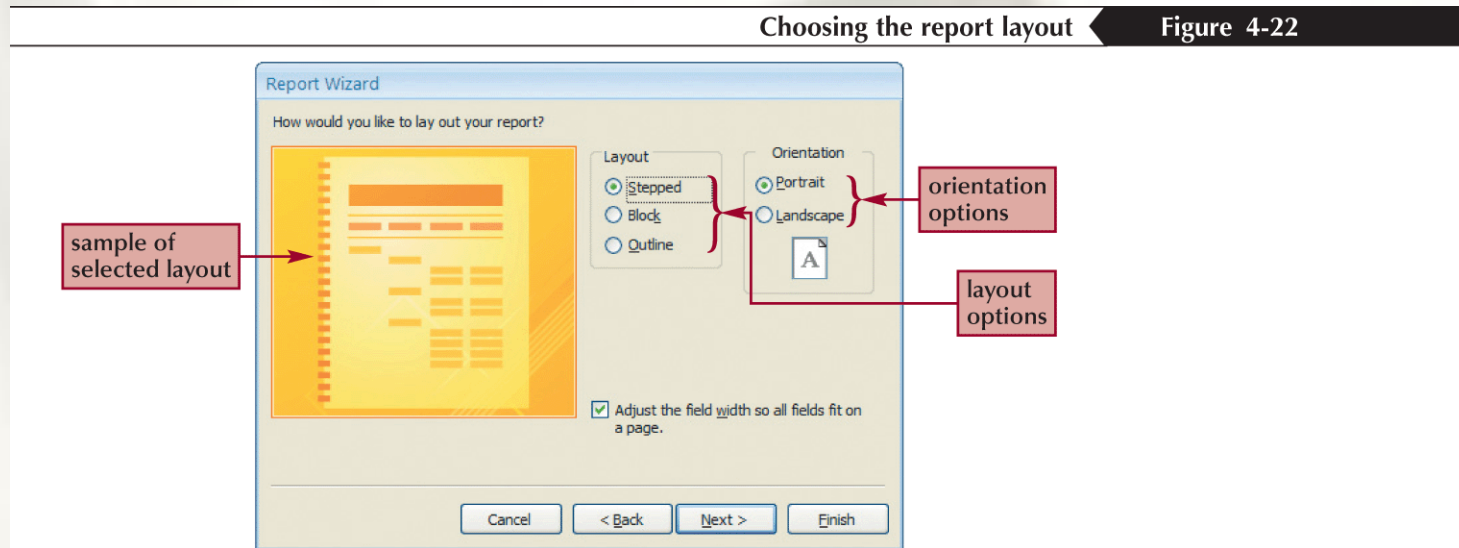 Choosing the report layout
Figure 4-22
Report Wizard
How would you like to lay out your report?
Layout
Stepped
Block
Outline
Orientation
Portrait
Landscape
A
orientation
options
sample of
selected layout
layout
options
Adjust the field width so all fields fit on
a page.
Cancel
< Back
Next >
Finish